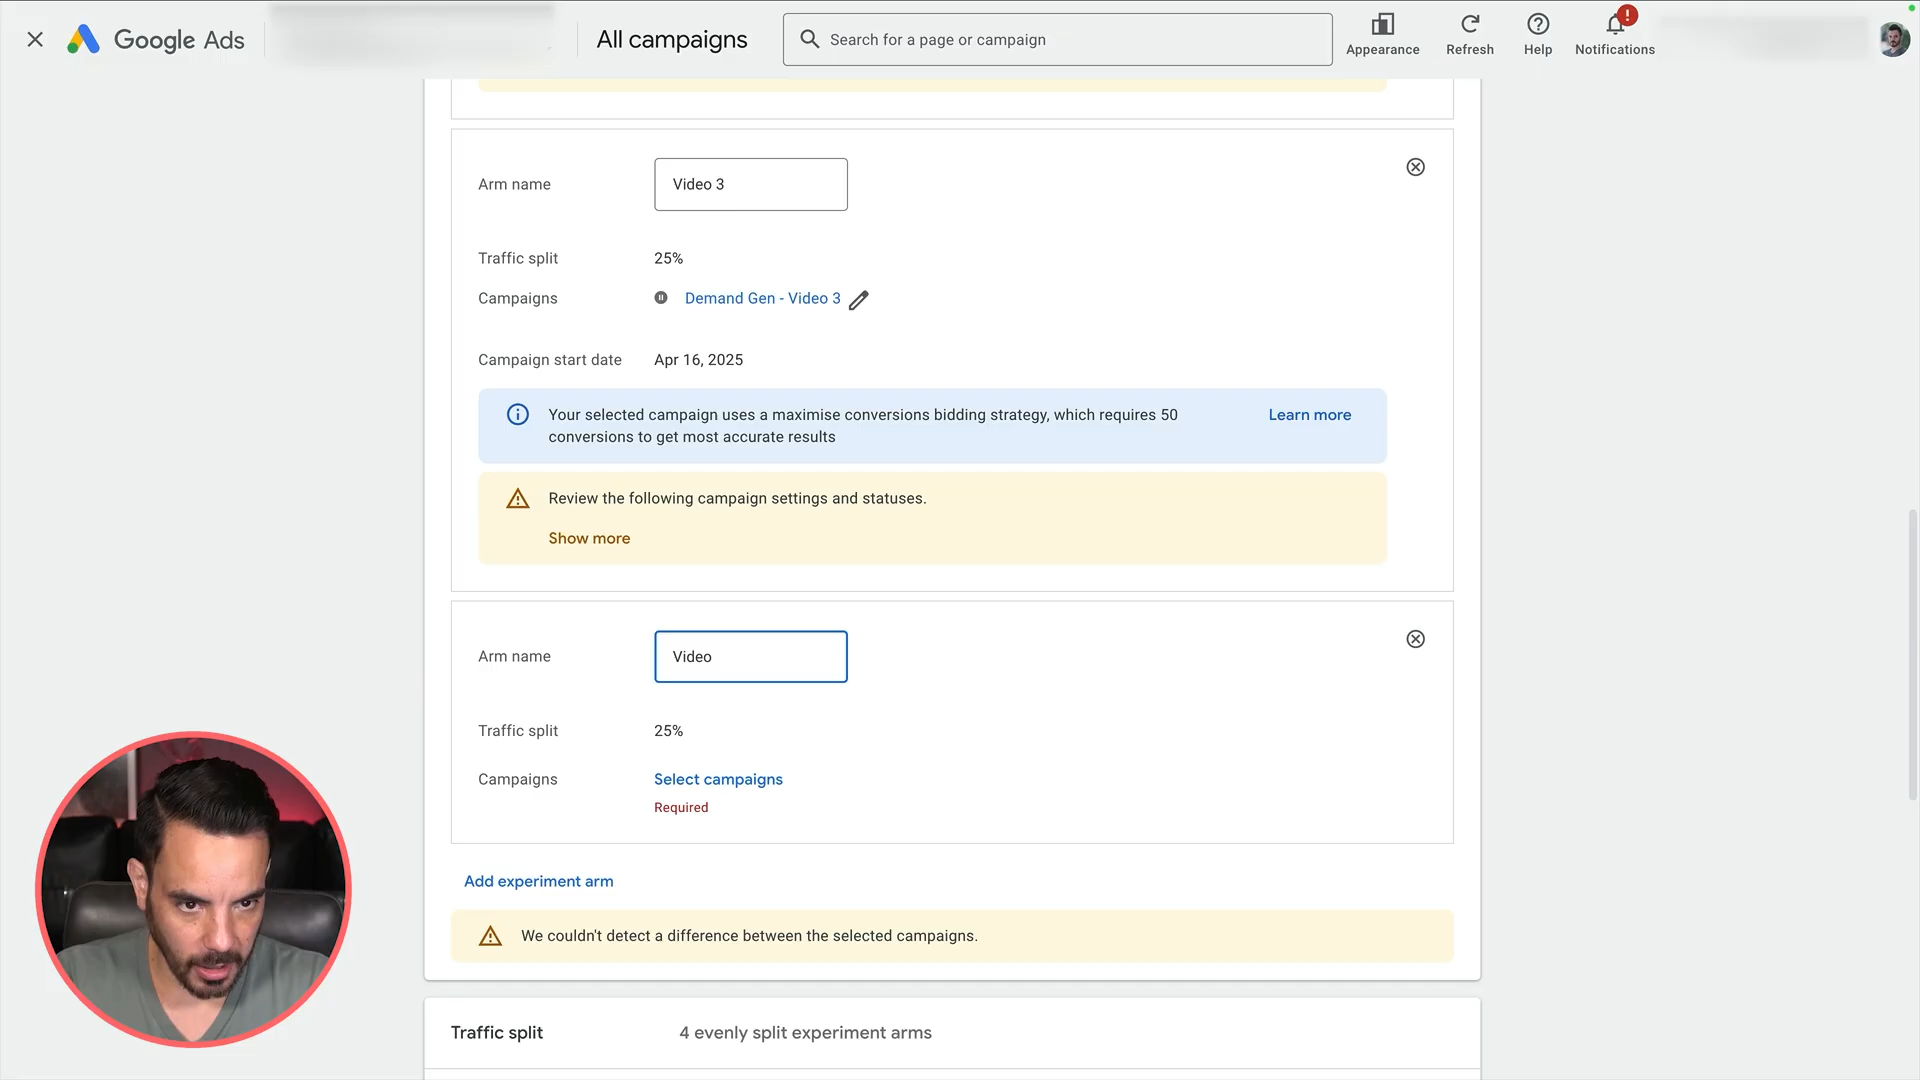 Google Ads
All campaigns
Search for a page or campaign
Appearance
Refresh
Help
!
Notifications
Arm name
Video 3
Traffic split
25%
Campaigns
Demand Gen - Video 3
Campaign start date
Apr 16, 2025
Your selected campaign uses a maximise conversions bidding strategy, which requires 50
conversions to get most accurate results
Learn more
Review the following campaign settings and statuses.
Show more
Arm name
Video
Traffic split
25%
Campaigns
Select campaigns
Required
Add experiment arm
We couldn't detect a difference between the selected campaigns.
Traffic split
4 evenly split experiment arms